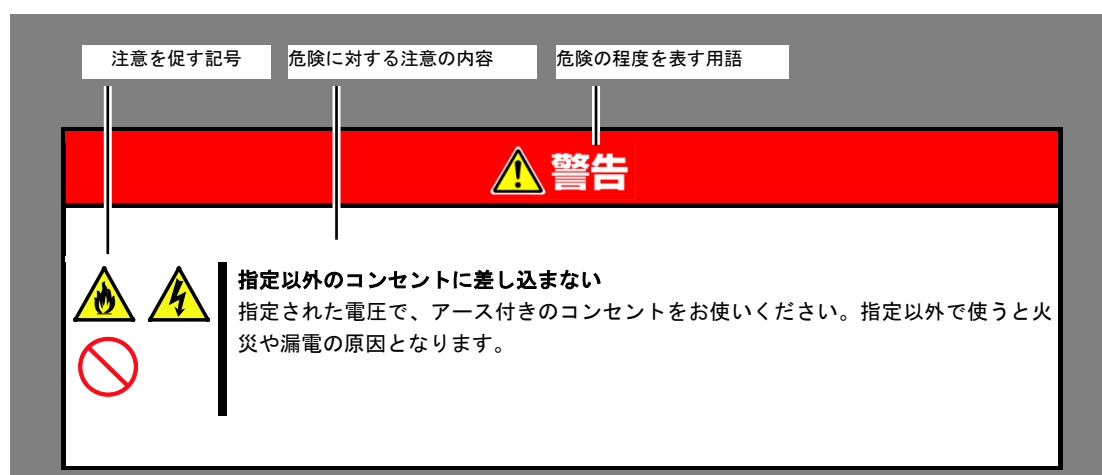 注意を促す記号
危険に対する注意の内容
危険の程度を表す用語
警告
指定以外のコンセントに差し込まない
指定された電圧で、アース付きのコンセントをお使いください。指定以外で使うと火
災や漏電の原因となります。